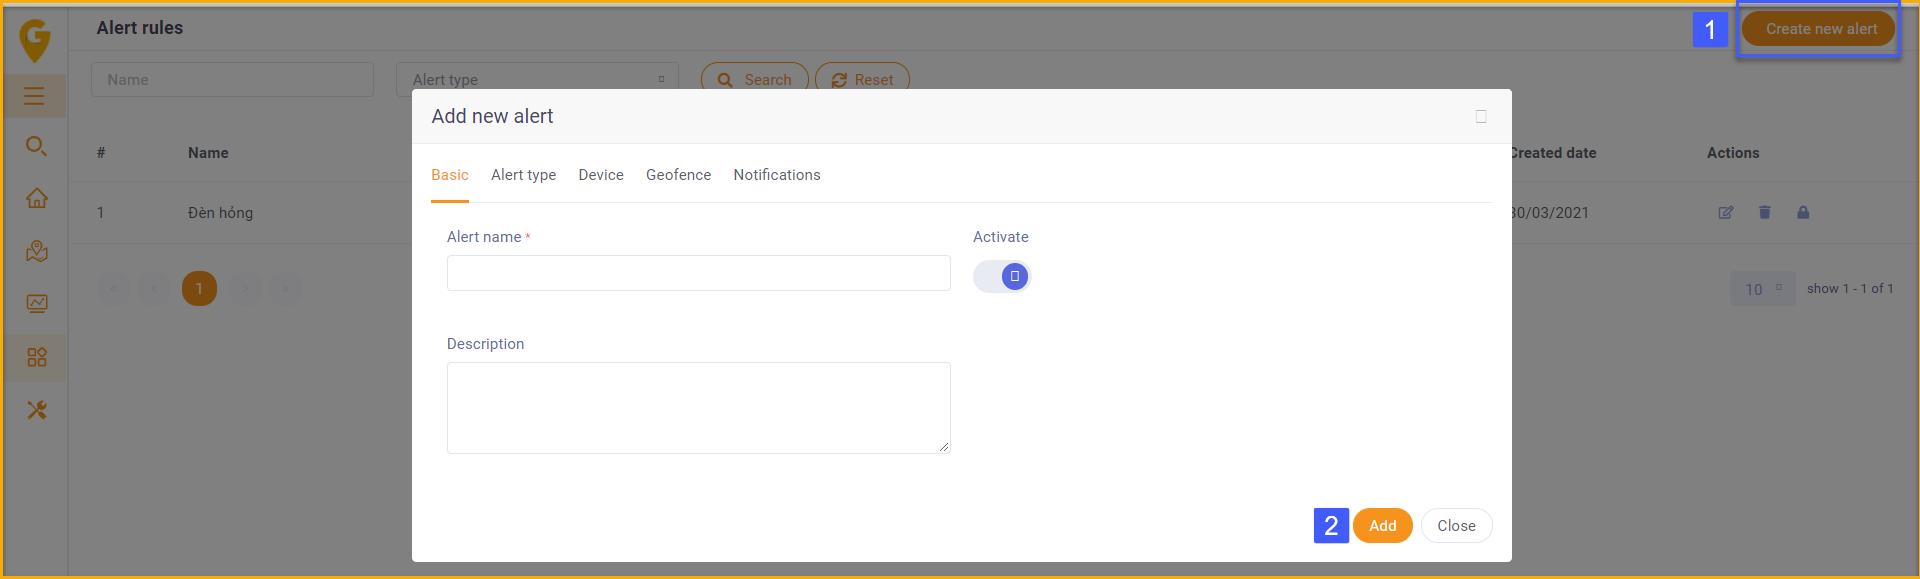 G
Alert rules
1
Create new alert
Name
Alert type
Search
Reset
Add new alert
#
Name
Created date
Actions
Basic
Alert type
Device
Geofence
Notifications
1
Đèn hỏng
30/03/2021
Alert name *
Activate
« ‹ 1 › »
10
show 1 - 1 of 1
Description
2
Add
Close